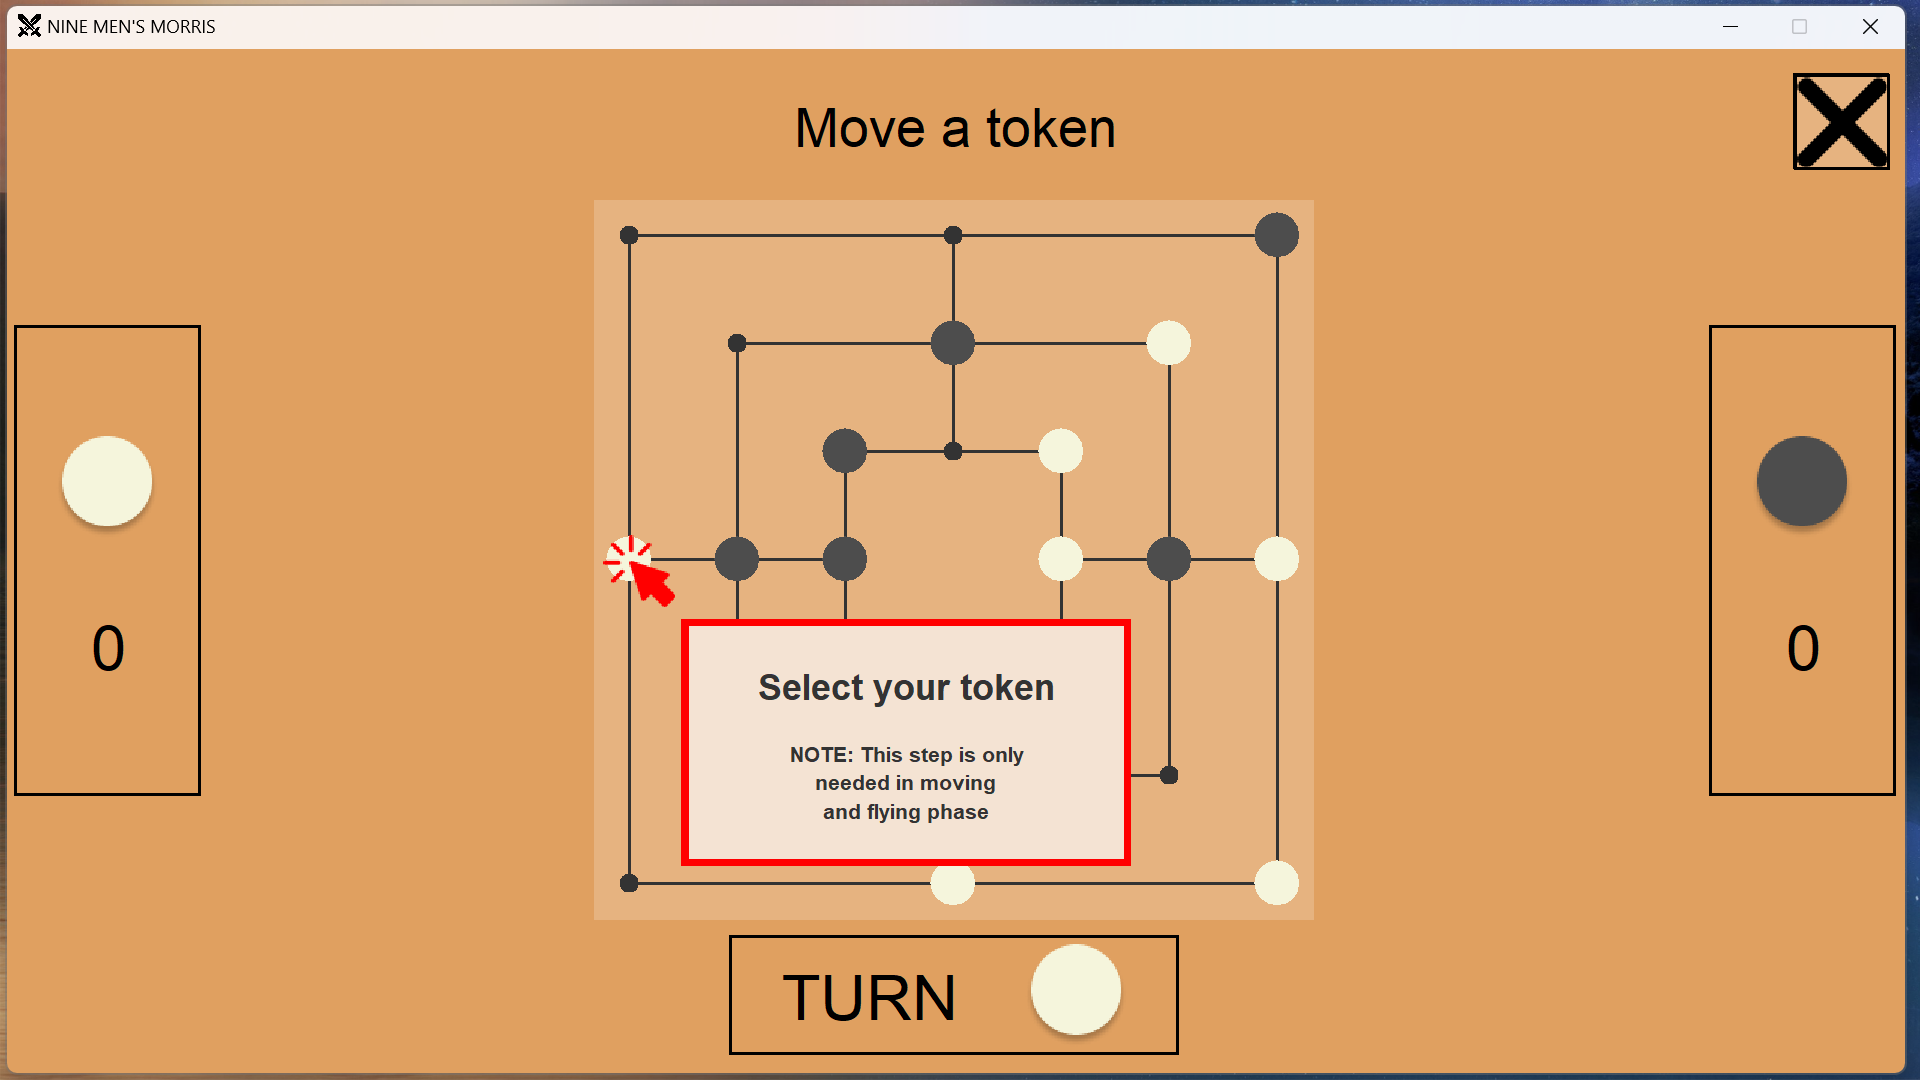 NINE MEN'S MORRIS
Move a token
0
0
Select your token
NOTE: This step is only
needed in moving
and flying phase
TURN